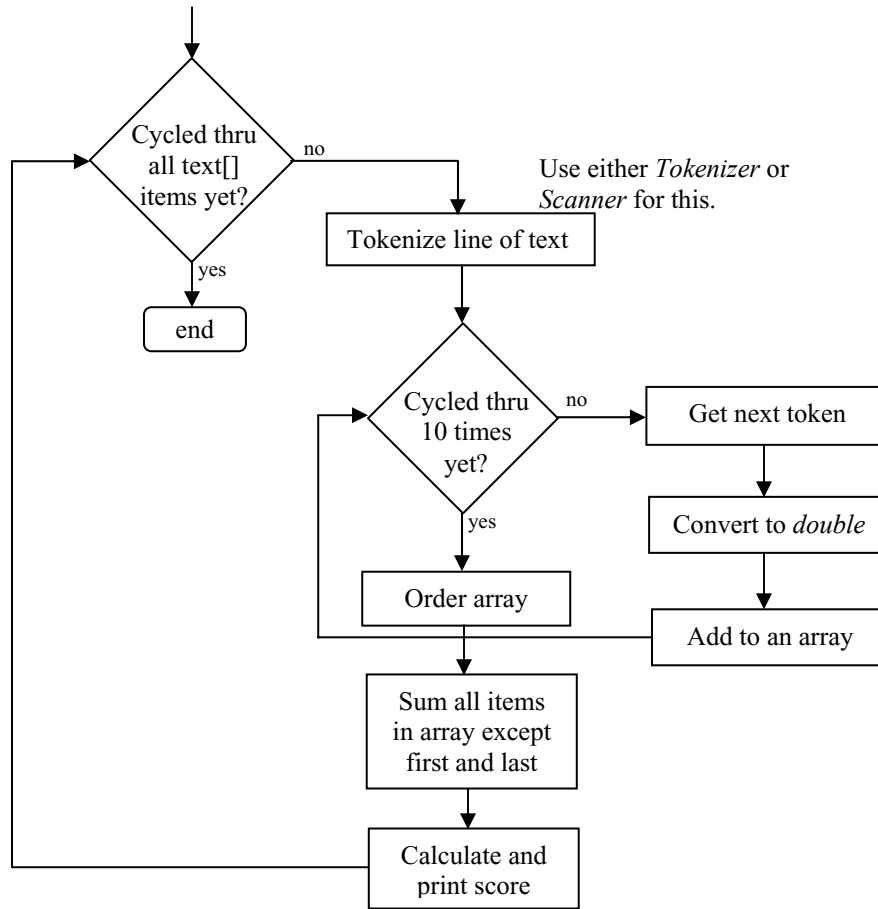 Cycled thru
all text[]
items yet?
no
Use either Tokenizer or
Scanner for this.
Tokenize line of text
yes
end
Cycled thru
10 times
yet?
no
Get next token
Convert to double
Add to an array
yes
Order array
Sum all items
in array except
first and last
Calculate and
print score